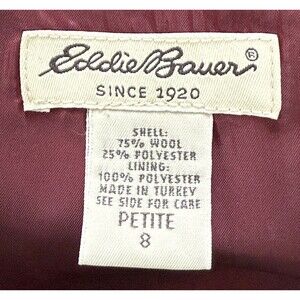 Eddie Bauer®
SINCE 1920
SHELL:
75% WOOL
25% POLYESTER
LINING:
100% POLYESTER
MADE IN TURKEY
SEE SIDE FOR CARE
PETITE
8